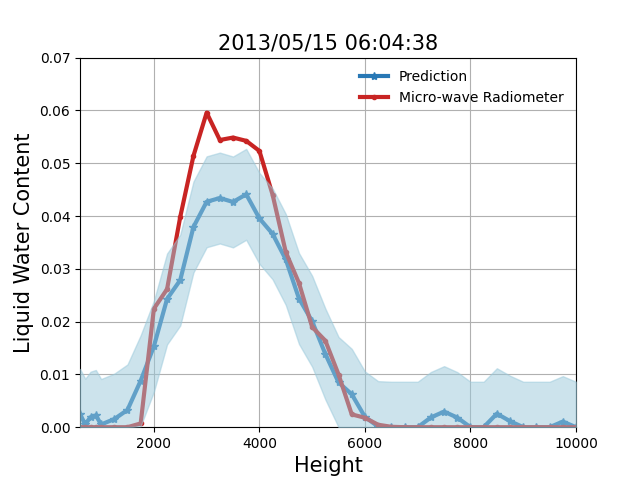 2013/05/15 06:04:38
0.07
0.06
0.05
0.04
0.03
0.02
0.01
0.00
Liquid Water Content
Prediction
Micro-wave Radiometer
2000 4000 6000 8000 10000
Height